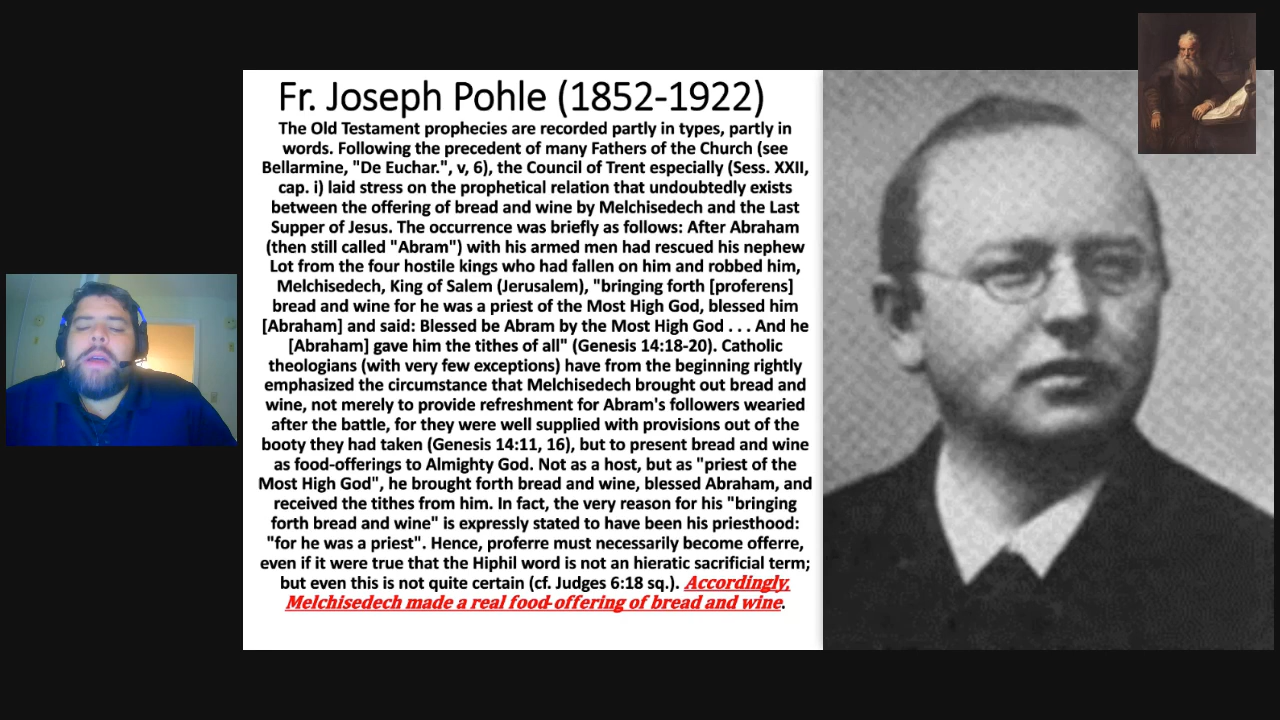 Fr. Joseph Pohle (1852-1922)
The Old Testament prophecies are recorded partly in types, partly in
words. Following the precedent of many Fathers of the Church (see
Bellarmine, "De Euchar.", v, 6), the Council of Trent especially (Sess. XXII,
cap. i) laid stress on the prophetical relation that undoubtedly exists
between the offering of bread and wine by Melchisedech and the Last
Supper of Jesus. The occurrence was briefly as follows: After Abraham
(then still called "Abram") with his armed men had rescued his nephew
Lot from the four hostile kings who had fallen on him and robbed him,
Melchisedech, King of Salem (Jerusalem), "bringing forth [proferens]
bread and wine for he was a priest of the Most High God, blessed him
[Abraham] and said: Blessed be Abram by the Most High God . . . And he
[Abraham] gave him the tithes of all" (Genesis 14:18-20). Catholic
theologians (with very few exceptions) have from the beginning rightly
emphasized the circumstance that Melchisedech brought out bread and
wine, not merely to provide refreshment for Abram's followers wearied
after the battle, for they were well supplied with provisions out of the
booty they had taken (Genesis 14:11, 16), but to present bread and wine
as food-offerings to Almighty God. Not as a host, but as "priest of the
Most High God", he brought forth bread and wine, blessed Abraham, and
received the tithes from him. In fact, the very reason for his "bringing
forth bread and wine" is expressly stated to have been his priesthood:
"for he was a priest". Hence, proferre must necessarily become offerre,
even if it were true that the Hiphil word is not an hieratic sacrificial term;
but even this is not quite certain (cf. Judges 6:18 sq.). Accordingly,
Melchisedech made a real food-offering of bread and wine.